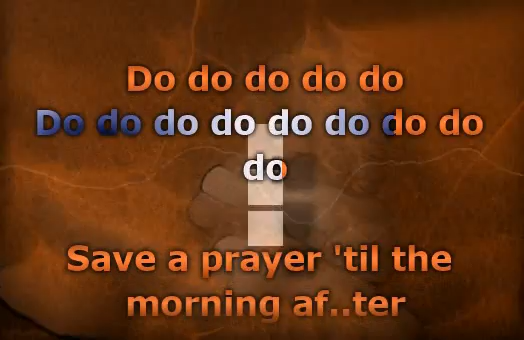 Do do do do do
Do do do do do do do do
do
Save a prayer 'til the
morning af..ter